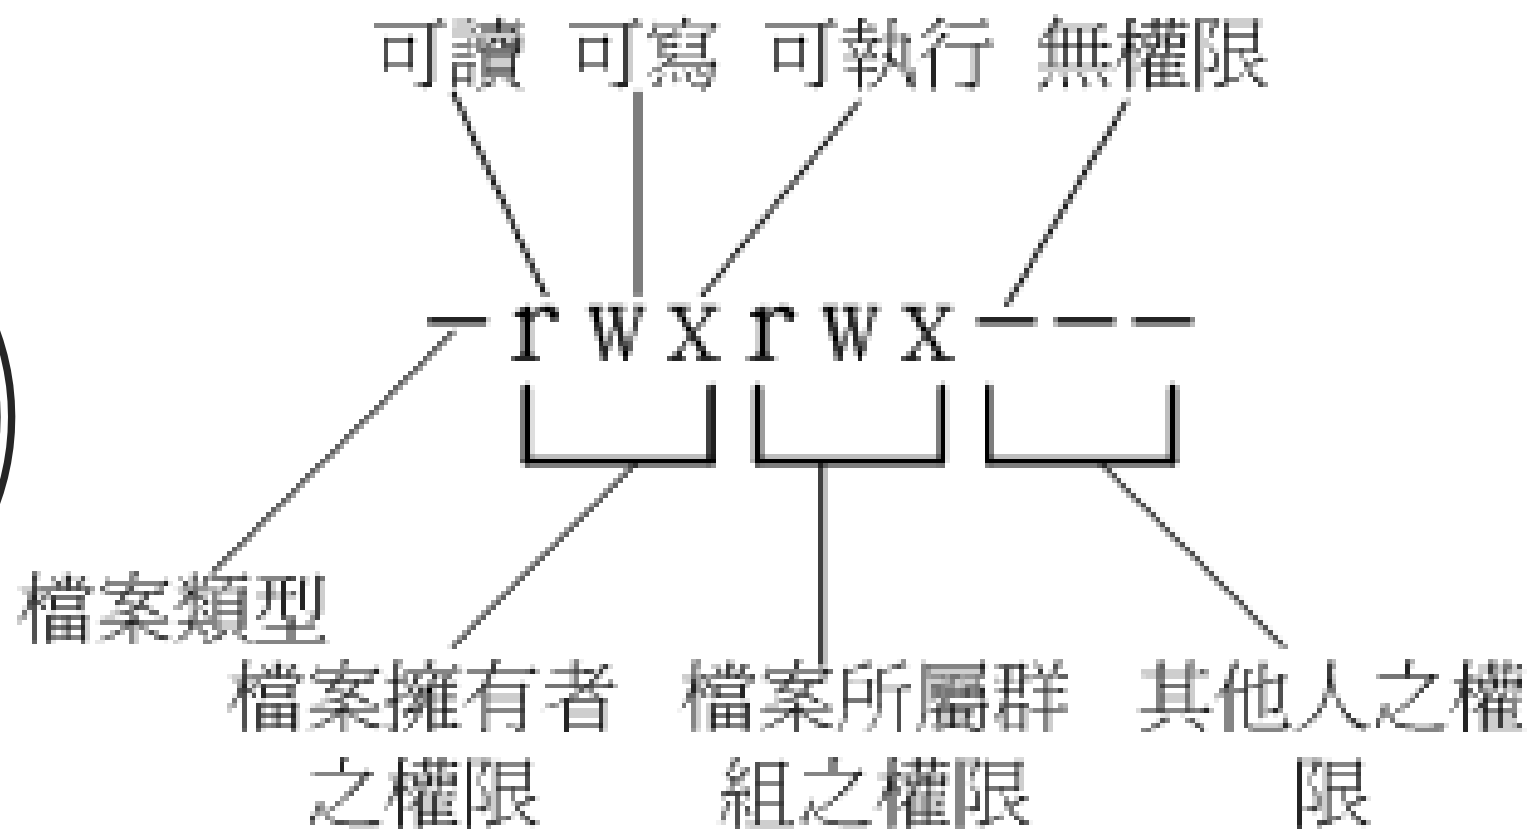 可讀 可寫 可執行 無權限
-rwxrwx---
檔案類型
檔案擁有者
之權限
檔案所屬群
組之權限
其他人之權
限